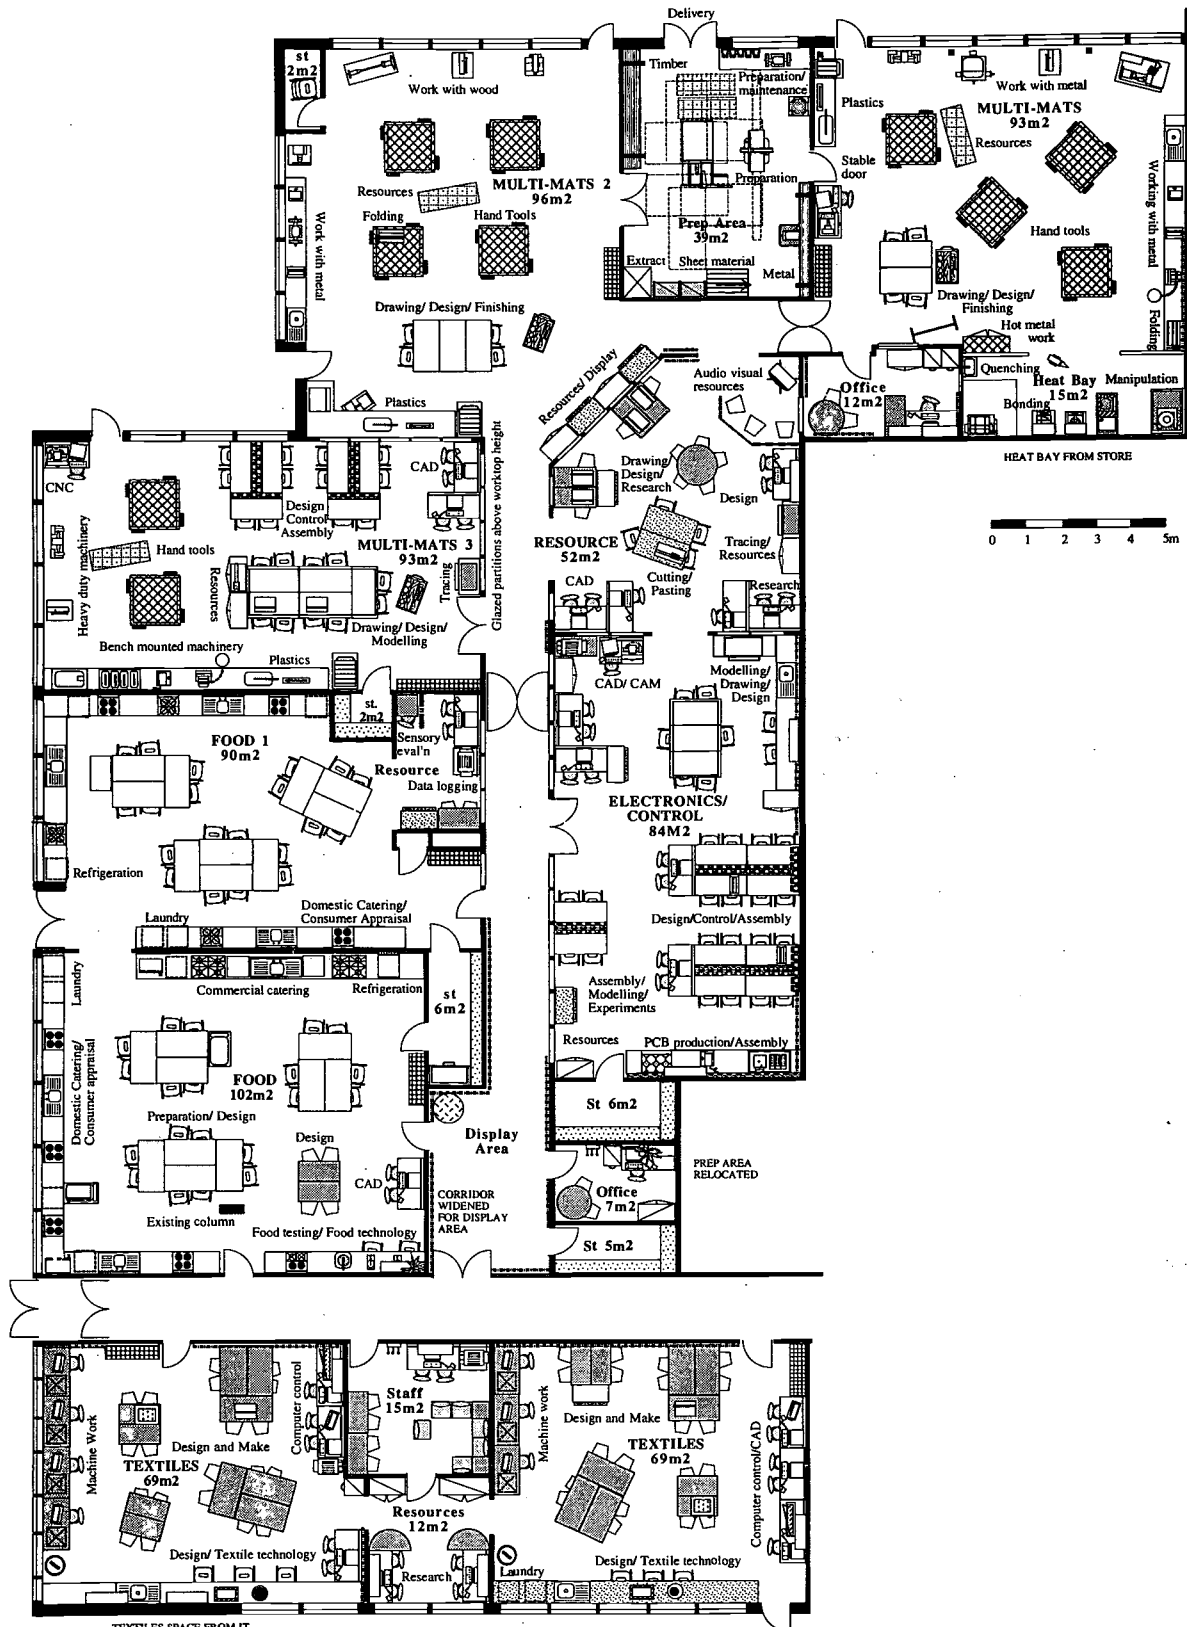 Delivery
st
2m2
Work with wood
Timber
Preparation/
maintenance
Plastics
Work with metal
MULTI-MATS
93m2
Resources
Stable
door
Preparation
Resources
MULTI-MATS 2
96m2
Folding
Hand Tools
Work with metal
Prep Area
39m2
Extract
Sheet material
Metal
Hand tools
Working with metal
Folding
Drawing/ Design/
Finishing
Hot metal
work
Drawing/ Design/ Finishing
Resources/ Display
Audio visual
resources
Office
12m2
Quenching
Heat Bay
15m2
Manipulation
Bonding
Plastics
HEAT BAY FROM STORE
0 1 2 3 4 5m
CNC
CAD
Design
Control
Assembly
Glazed partitions above worktop height
Heavy duty machinery
Hand tools
MULTI-MATS 3
93m2
Resources
Tracing
Drawing/ Design/
Modelling
Bench mounted machinery
Plastics
Drawing/
Design/
Research
Design
RESOURCE
52m2
Tracing/
Resources
Cutting/
Pasting
CAD
Research
CAD/ CAM
Modelling/
Drawing/
Design
st.
2m2
FOOD 1
90m2
Sensory
eval'n
Resource
Data logging
ELECTRONICS/
CONTROL
84M2
Refrigeration
Domestic Catering/
Consumer Appraisal
Laundry
Design/Control/Assembly
Laundry
Commercial catering
Refrigeration
st
6m2
Assembly/
Modelling/
Experiments
Domestic Catering/
Consumer appraisal
Resources
PCB production/Assembly
FOOD
102m2
Preparation/ Design
Design
Display
Area
St 6m2
PREP AREA
RELOCATED
CAD
CORRIDOR
WIDENED
FOR DISPLAY
AREA
Office
7m2
Existing column
Food testing/ Food technology
St 5m2
Machine Work
Design and Make
TEXTILES
69m2
Computer control
Staff
15m2
Machine work
Design and Make
TEXTILES
69m2
Computer control/CAD
Resources
12m2
Design/ Textile technology
Research
Laundry
Design/ Textile technology
TEXTILES SPACE FROM IT